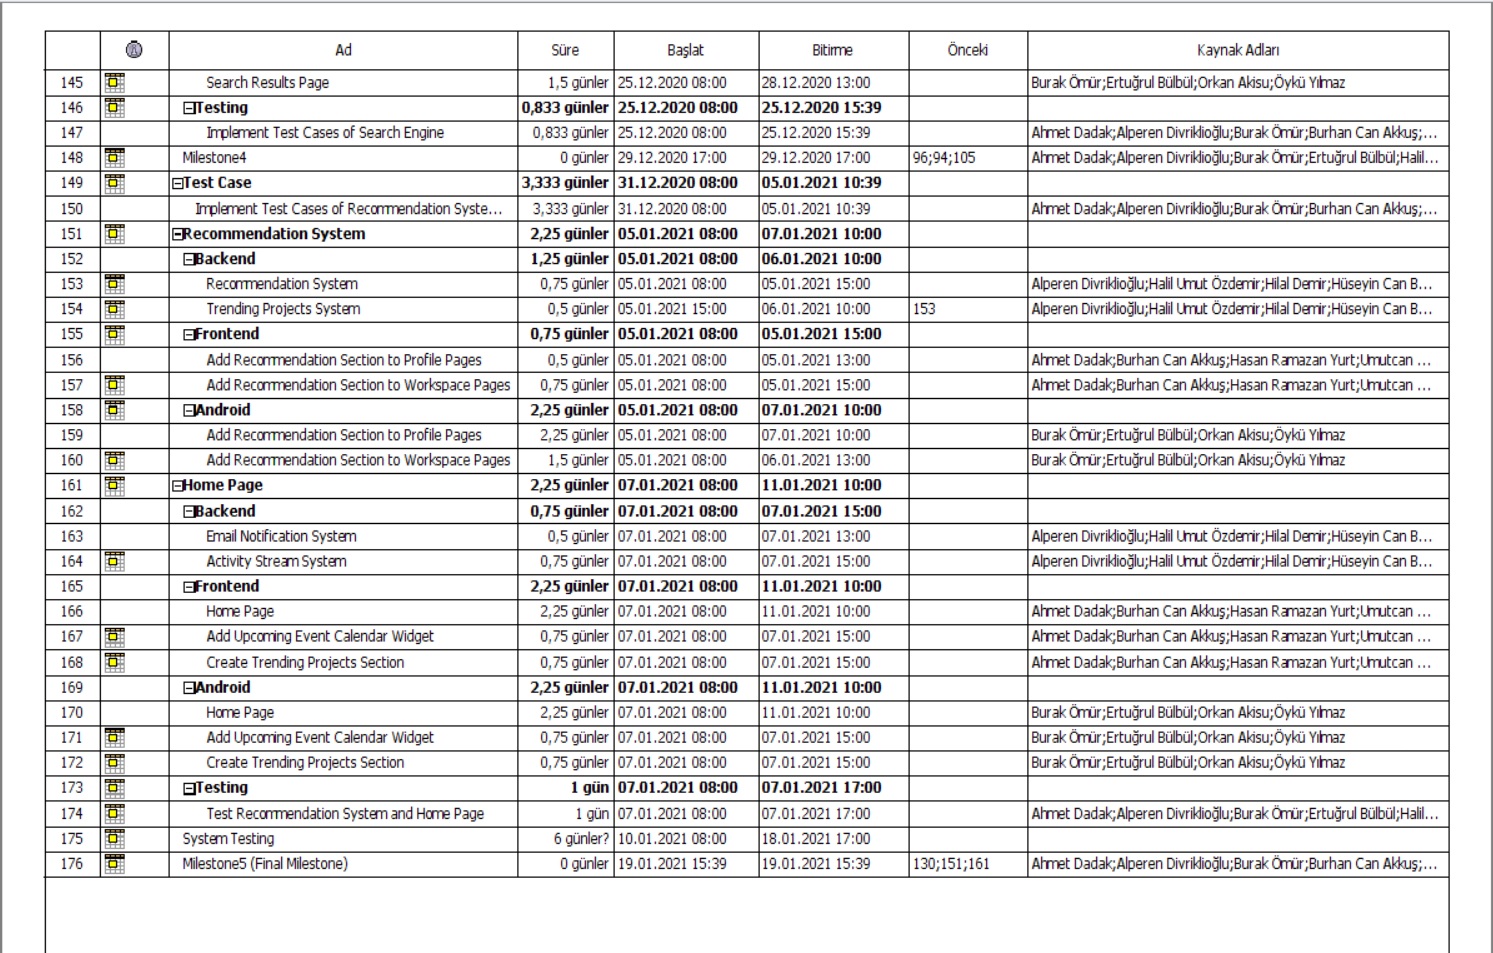 Ad Süre Başlat Bitirme Önceki Kaynak Adları
145 Search Results Page 1,5 günler 25.12.2020 08:00 28.12.2020 13:00 Burak Ömür;Ertuğrul Bülbül;Orkan Akisu;Öykü Yılmaz
146 Testing 0,833 günler 25.12.2020 08:00 25.12.2020 15:39
147 Implement Test Cases of Search Engine 0,833 günler 25.12.2020 08:00 25.12.2020 15:39 Ahmet Dadak;Alperen Divriklioğlu;Burak Ömür;Burhan Can Akkuş;...
148 Milestone4 0 günler 29.12.2020 17:00 29.12.2020 17:00 96;94;105 Ahmet Dadak;Alperen Divriklioğlu;Burak Ömür;Ertuğrul Bülbül;Halil...
149 Test Case 3,333 günler 31.12.2020 08:00 05.01.2021 10:39
150 Implement Test Cases of Recommendation Syste... 3,333 günler 31.12.2020 08:00 05.01.2021 10:39 Ahmet Dadak;Alperen Divriklioğlu;Burak Ömür;Burhan Can Akkuş;...
151 Recommendation System 2,25 günler 05.01.2021 08:00 07.01.2021 10:00
152 Backend 1,25 günler 05.01.2021 08:00 06.01.2021 10:00
153 Recommendation System 0,75 günler 05.01.2021 08:00 05.01.2021 15:00 Alperen Divriklioğlu;Halil Umut Özdemir;Hilal Demir;Hüseyin Can B...
154 Trending Projects System 0,5 günler 05.01.2021 15:00 06.01.2021 10:00 153 Alperen Divriklioğlu;Halil Umut Özdemir;Hilal Demir;Hüseyin Can B...
155 Frontend 0,75 günler 05.01.2021 08:00 05.01.2021 15:00
156 Add Recommendation Section to Profile Pages 0,5 günler 05.01.2021 08:00 05.01.2021 13:00 Ahmet Dadak;Burhan Can Akkuş;Hasan Ramazan Yurt;Umutcan ...
157 Add Recommendation Section to Workspace Pages 0,75 günler 05.01.2021 08:00 05.01.2021 15:00 Ahmet Dadak;Burhan Can Akkuş;Hasan Ramazan Yurt;Umutcan ...
158 Android 2,25 günler 05.01.2021 08:00 07.01.2021 10:00
159 Add Recommendation Section to Profile Pages 2,25 günler 05.01.2021 08:00 07.01.2021 10:00 Burak Ömür;Ertuğrul Bülbül;Orkan Akisu;Öykü Yılmaz
160 Add Recommendation Section to Workspace Pages 1,5 günler 05.01.2021 08:00 06.01.2021 13:00 Burak Ömür;Ertuğrul Bülbül;Orkan Akisu;Öykü Yılmaz
161 Home Page 2,25 günler 07.01.2021 08:00 11.01.2021 10:00
162 Backend 0,75 günler 07.01.2021 08:00 07.01.2021 15:00
163 Email Notification System 0,5 günler 07.01.2021 08:00 07.01.2021 13:00 Alperen Divriklioğlu;Halil Umut Özdemir;Hilal Demir;Hüseyin Can B...
164 Activity Stream System 0,75 günler 07.01.2021 08:00 07.01.2021 15:00 Alperen Divriklioğlu;Halil Umut Özdemir;Hilal Demir;Hüseyin Can B...
165 Frontend 2,25 günler 07.01.2021 08:00 11.01.2021 10:00
166 Home Page 2,25 günler 07.01.2021 08:00 11.01.2021 10:00 Ahmet Dadak;Burhan Can Akkuş;Hasan Ramazan Yurt;Umutcan ...
167 Add Upcoming Event Calendar Widget 0,75 günler 07.01.2021 08:00 07.01.2021 15:00 Ahmet Dadak;Burhan Can Akkuş;Hasan Ramazan Yurt;Umutcan ...
168 Create Trending Projects Section 0,75 günler 07.01.2021 08:00 07.01.2021 15:00 Ahmet Dadak;Burhan Can Akkuş;Hasan Ramazan Yurt;Umutcan ...
169 Android 2,25 günler 07.01.2021 08:00 11.01.2021 10:00
170 Home Page 2,25 günler 07.01.2021 08:00 11.01.2021 10:00 Burak Ömür;Ertuğrul Bülbül;Orkan Akisu;Öykü Yılmaz
171 Add Upcoming Event Calendar Widget 0,75 günler 07.01.2021 08:00 07.01.2021 15:00 Burak Ömür;Ertuğrul Bülbül;Orkan Akisu;Öykü Yılmaz
172 Create Trending Projects Section 0,75 günler 07.01.2021 08:00 07.01.2021 15:00 Burak Ömür;Ertuğrul Bülbül;Orkan Akisu;Öykü Yılmaz
173 Testing 1 gün 07.01.2021 08:00 07.01.2021 17:00
174 Test Recommendation System and Home Page 1 gün 07.01.2021 08:00 07.01.2021 17:00 Ahmet Dadak;Alperen Divriklioğlu;Burak Ömür;Ertuğrul Bülbül;Halil...
175 System Testing 6 günler? 10.01.2021 08:00 18.01.2021 17:00
176 Milestone5 (Final Milestone) 0 günler 19.01.2021 15:39 19.01.2021 15:39 130;151;161 Ahmet Dadak;Alperen Divriklioğlu;Burak Ömür;Burhan Can Akkuş;...